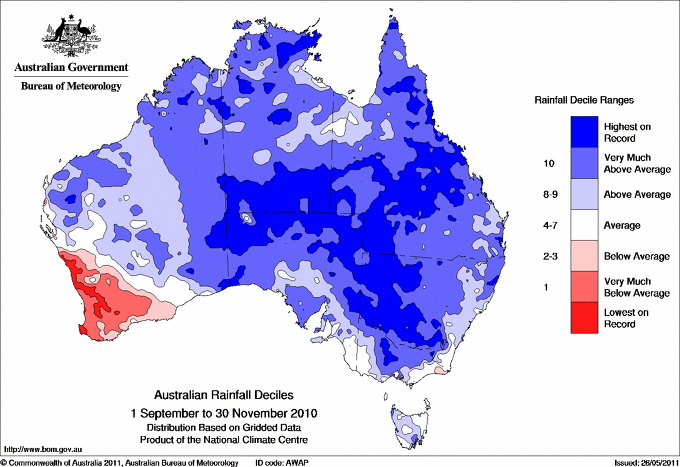 Australian Government
Bureau of Meteorology
Rainfall Decile Ranges
Highest on
Record
10
Very Much
Above Average
8-9
Above Average
4-7
Average
2-3
Below Average
1
Very Much
Below Average
Lowest on
Record
Australian Rainfall Deciles
1 September to 30 November 2010
Distribution Based on Gridded Data
Product of the National Climate Centre
http://www.bom.gov.au
© Commonwealth of Australia 2011, Australian Bureau of Meteorology ID code: AWAP Issued: 26/05/2011